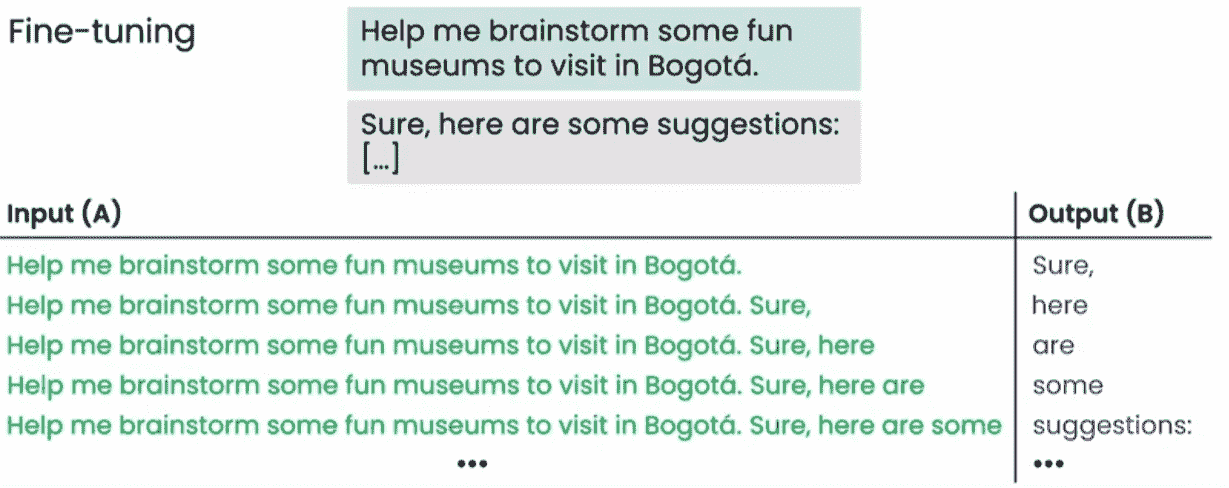 Fine-tuning
Help me brainstorm some fun
museums to visit in Bogotá.
Sure, here are some suggestions:
[...]
Input (A) Output (B)
Help me brainstorm some fun museums to visit in Bogotá. Sure,
Help me brainstorm some fun museums to visit in Bogotá. Sure, here
Help me brainstorm some fun museums to visit in Bogotá. Sure, here are
Help me brainstorm some fun museums to visit in Bogotá. Sure, here are some
Help me brainstorm some fun museums to visit in Bogotá. Sure, here are some suggestions:
••• •••